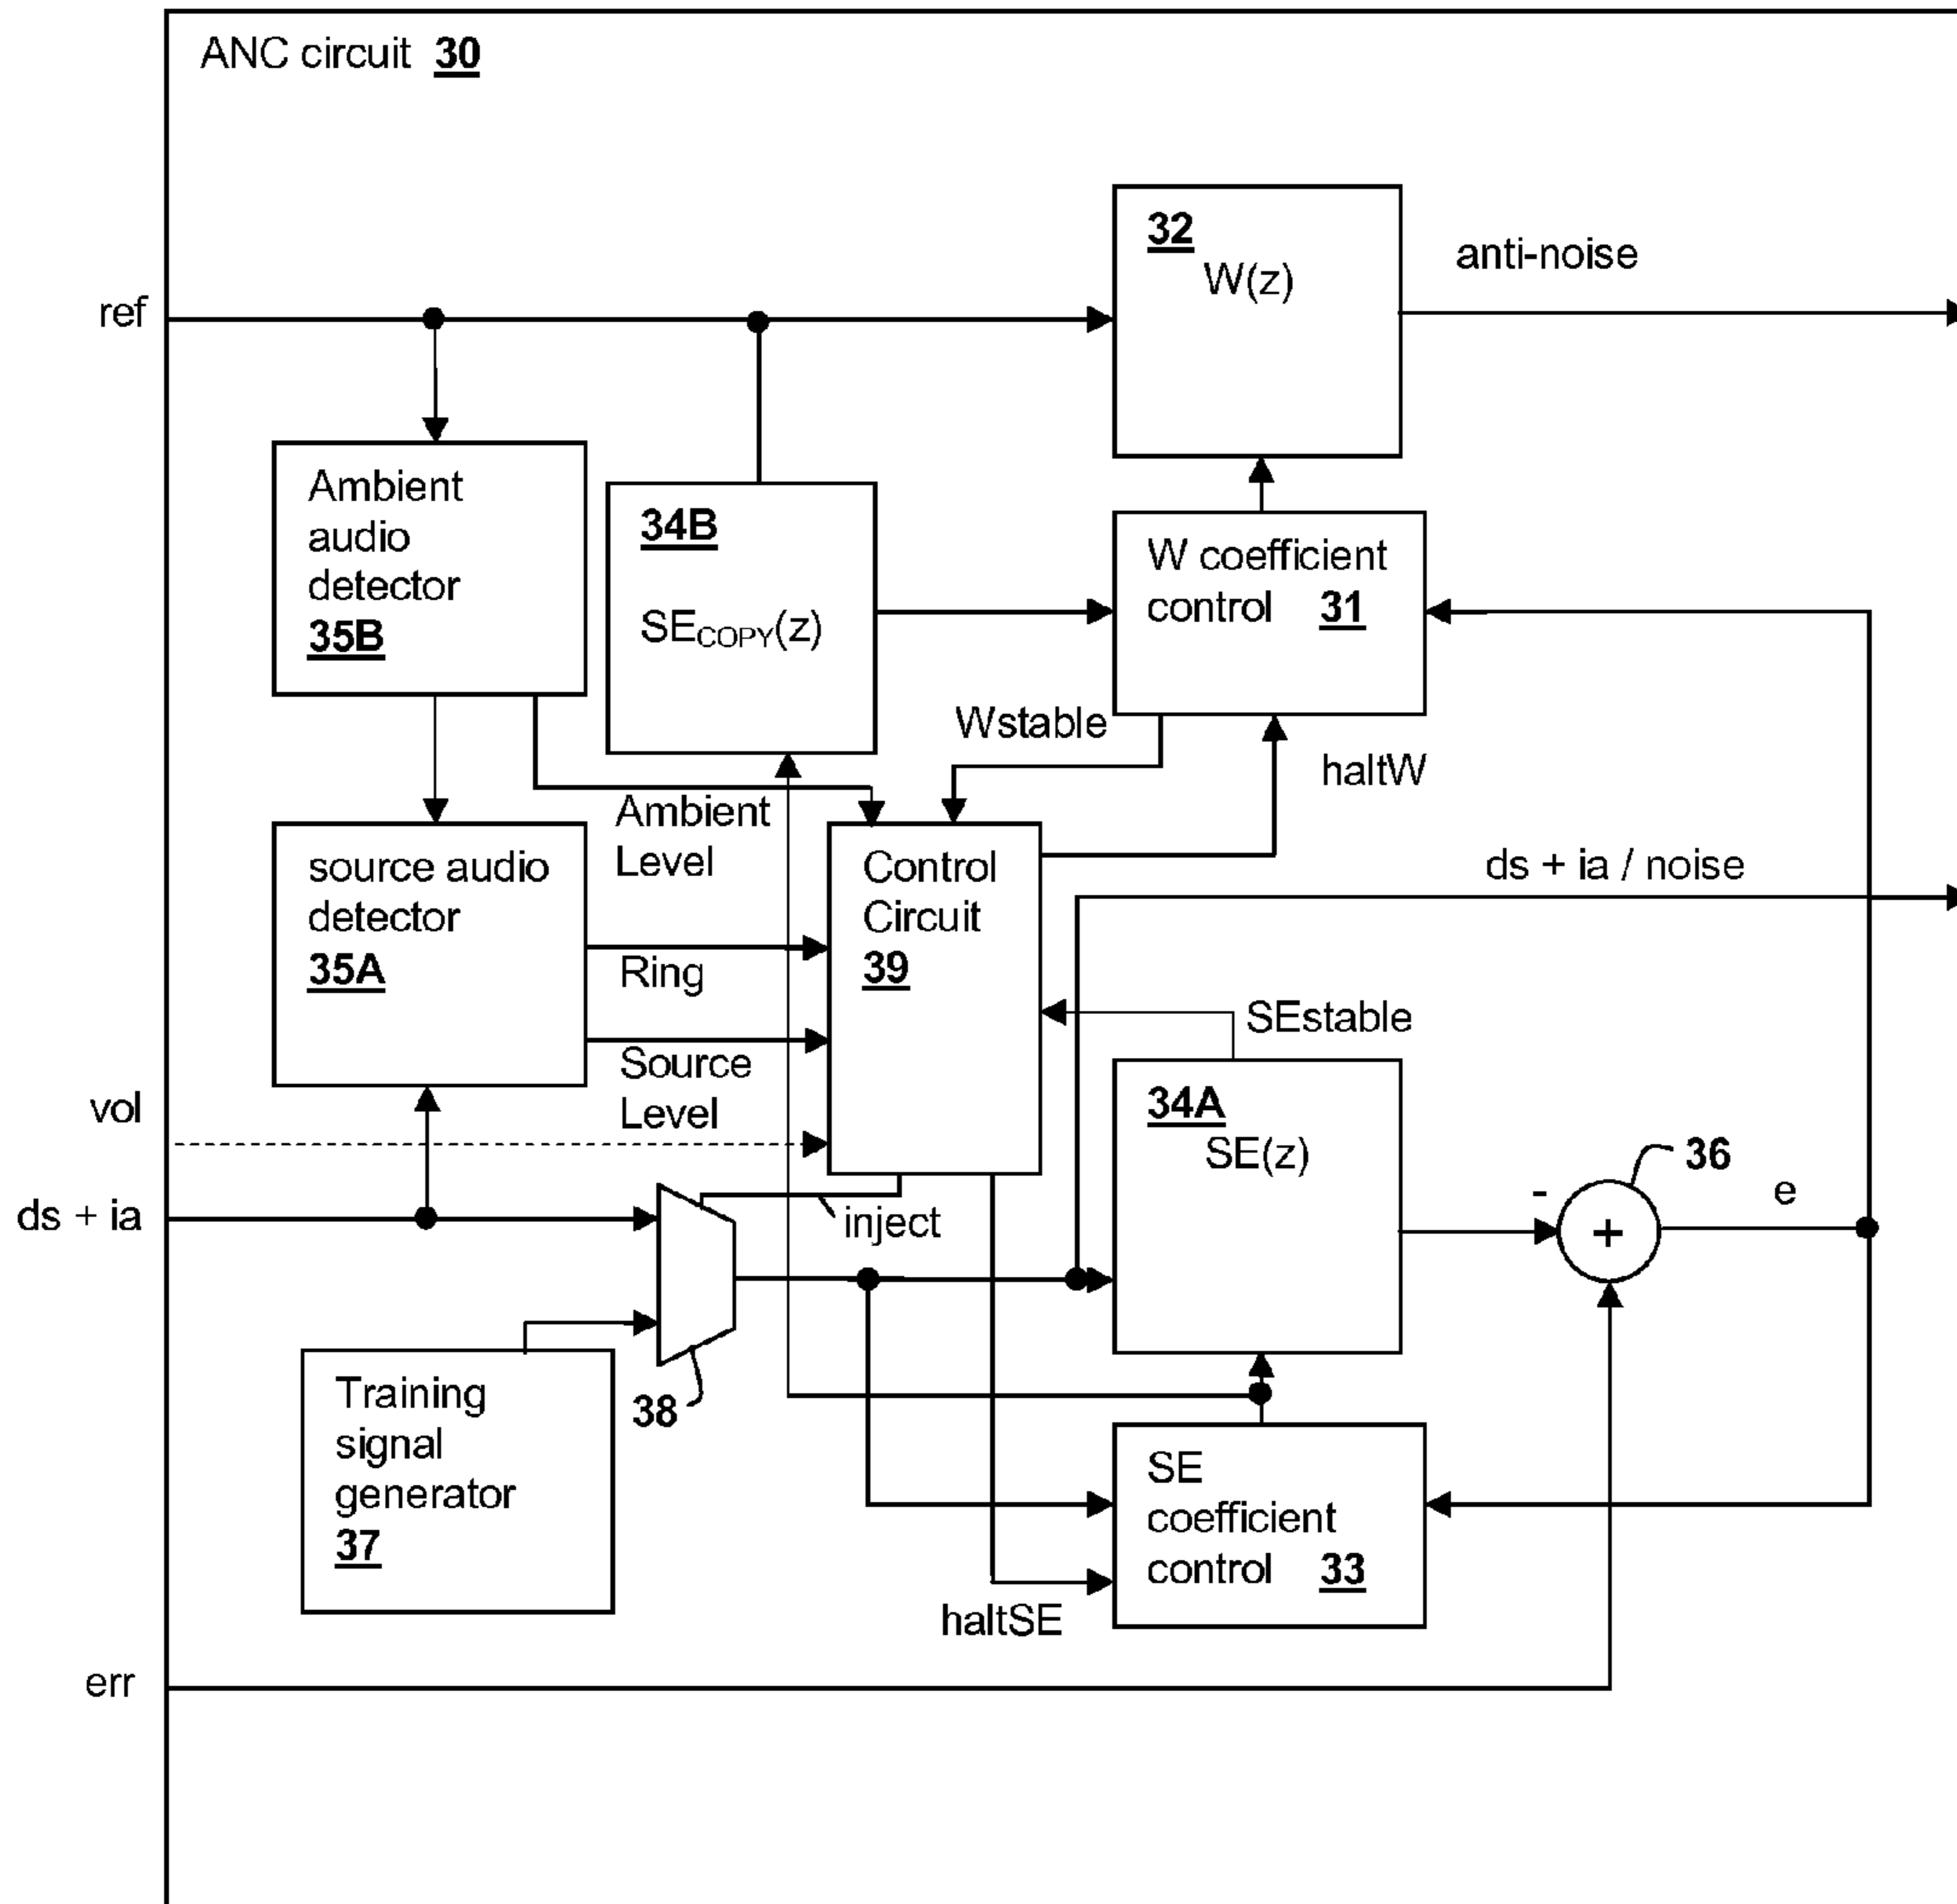 ANC circuit 30
32
W(z)
anti-noise
ref
Ambient
audio
detector
35B
34B
SECOPY(z)
W coefficient
control 31
Wstable
haltW
Ambient
Level
source audio
detector
35A
Control
Circuit
39
ds + ia / noise
Ring
SEstable
Source
Level
vol
34A
SE(z)
36
-
+
e
ds + ia
inject
Training
signal
generator
37
38
SE
coefficient
control 33
haltSE
err